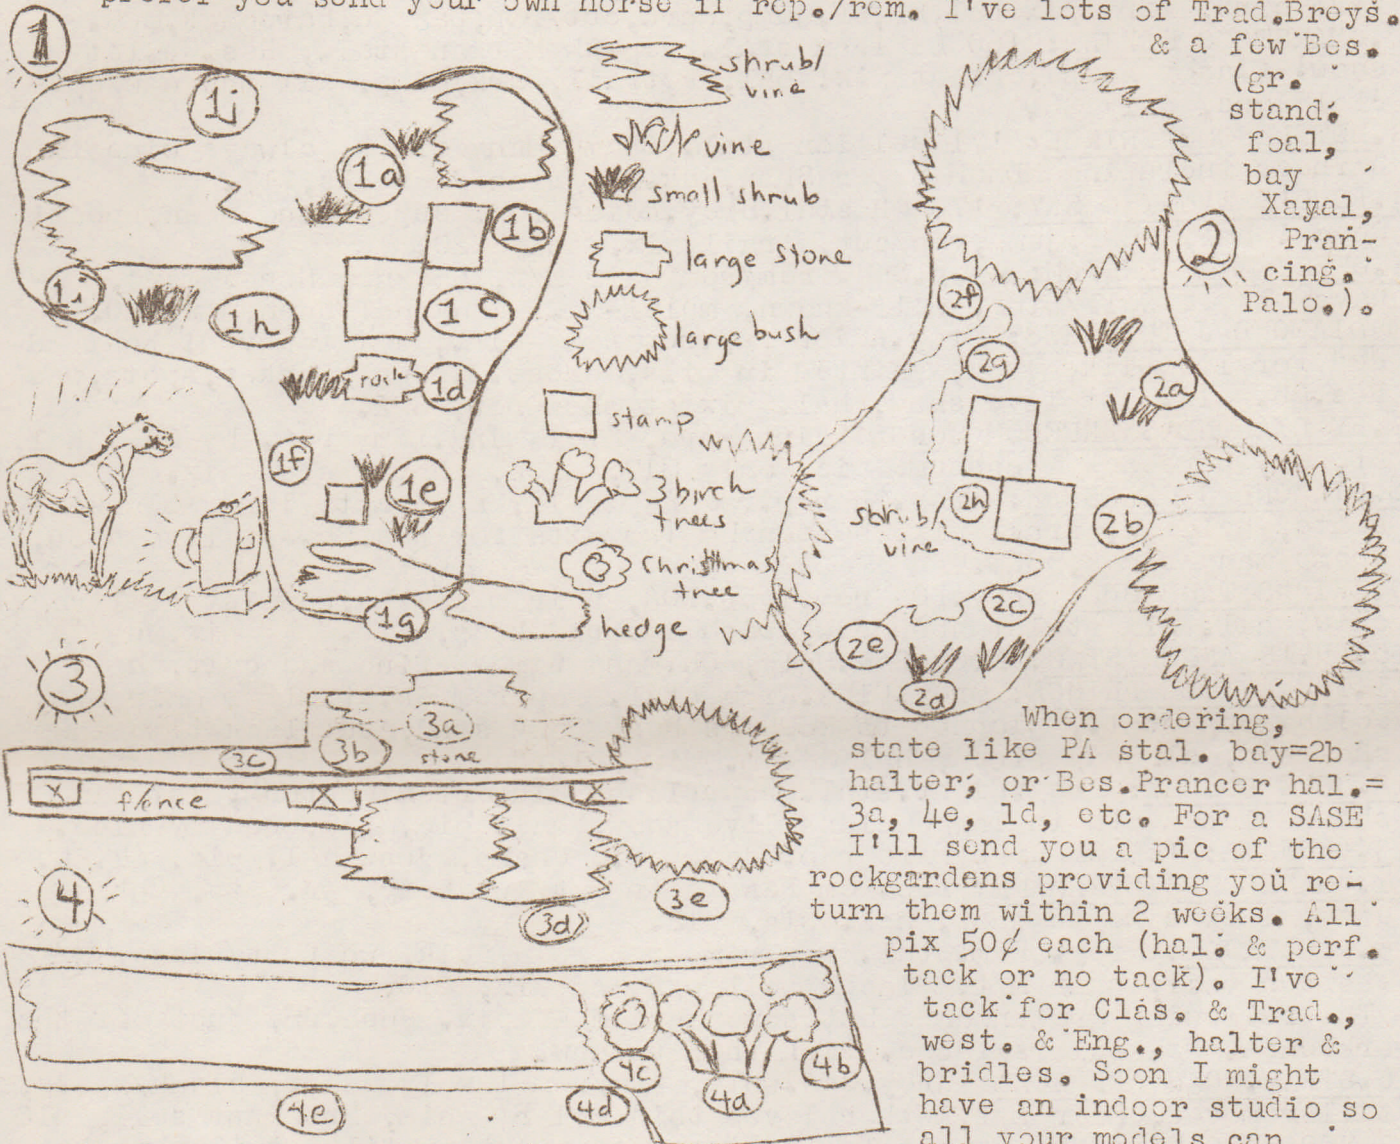 prefer you send your own horse if rep./rem. I've lots of Trad.Breys.
& a few Bes.
(gr.
stand.
foal,
bay
Xayal,
Pran-
cing.
Palo.).
1
1j
1a
1b
1i
1h
1c
rock
1d
1f
1e
1g
shrub/
vine
vine
small shrub
large stone
large bush
stamp
3 birch
trees
christmas
tree
hedge
2
2f
2g
2a
2h
2b
shrub/
vine
2c
2e
2d
3
3a
3b
3c
stone
x
fence
X
X
3d
3e
When ordering,
state like PA stal. bay=2b
halter; or Bes.Prancer hal.=
3a, 4e, 1d, etc. For a SASE
I'll send you a pic of the
rockgardens providing you re-
turn them within 2 weeks. All
pix 50¢ each (hal. & perf.
tack or no tack). I've
tack for Clas. & Trad.,
west. & Eng., halter &
bridles. Soon I might
have an indoor studio so
all your models can
4
4c
4b
4a
4d
4e